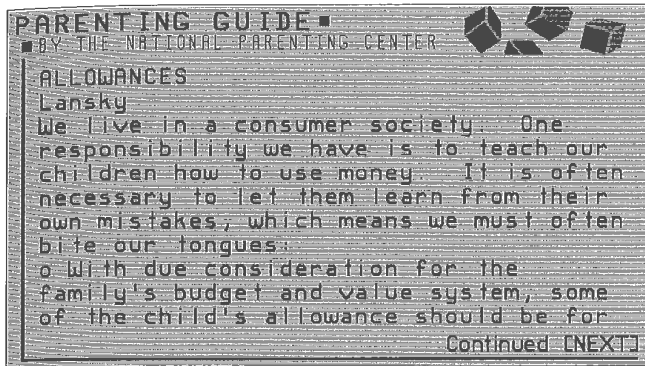 PARENTING GUIDE
BY THE NATIONAL PARENTING CENTER
ALLOWANCES
Lansky
We live in a consumer society. One
responsibility we have is to teach our
children how to use money. It is often
necessary to let them learn from their
own mistakes, which means we must often
bite our tongues:
o With due consideration for the
family's budget and value system, some
of the child's allowance should be for
Continued [NEXT]